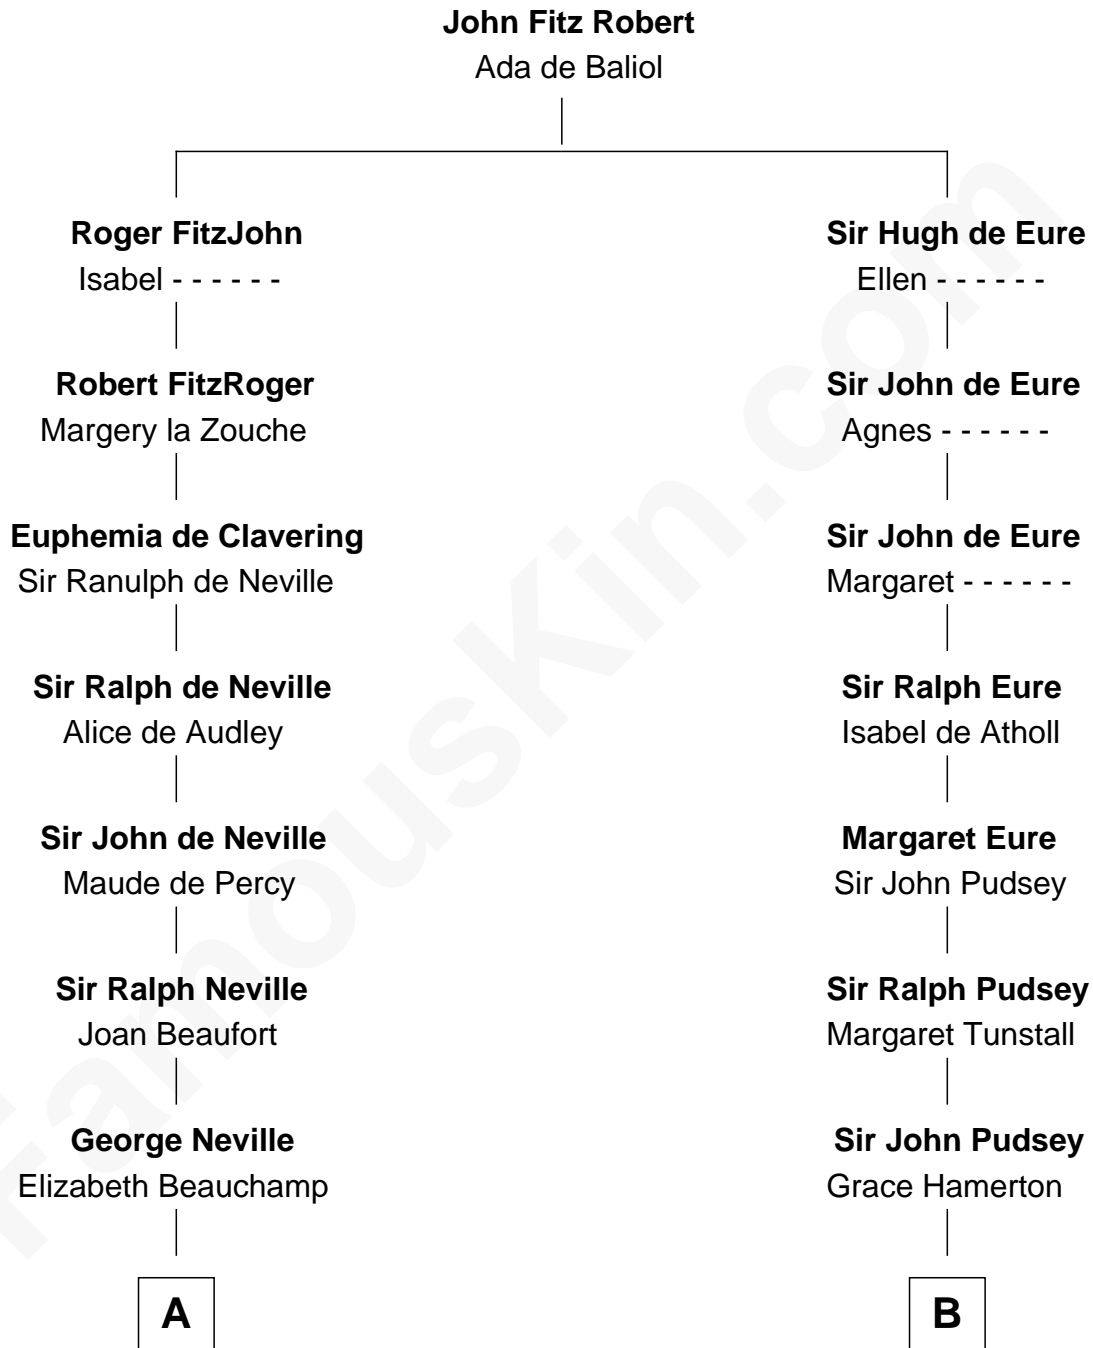 John Fitz Robert
Ada de Baliol
Roger FitzJohn
Isabel - - - - - -
Robert FitzRoger
Margery la Zouche
Euphemia de Clavering
Sir Ranulph de Neville
Sir Ralph de Neville
Alice de Audley
Sir John de Neville
Maude de Percy
Sir Ralph Neville
Joan Beaufort
George Neville
Elizabeth Beauchamp
A
Sir Hugh de Eure
Ellen - - - - - -
Sir John de Eure
Agnes - - - - - -
Sir John de Eure
Margaret - - - - - -
Sir Ralph Eure
Isabel de Atholl
Margaret Eure
Sir John Pudsey
Sir Ralph Pudsey
Margaret Tunstall
Sir John Pudsey
Grace Hamerton
B
FamousKin.com